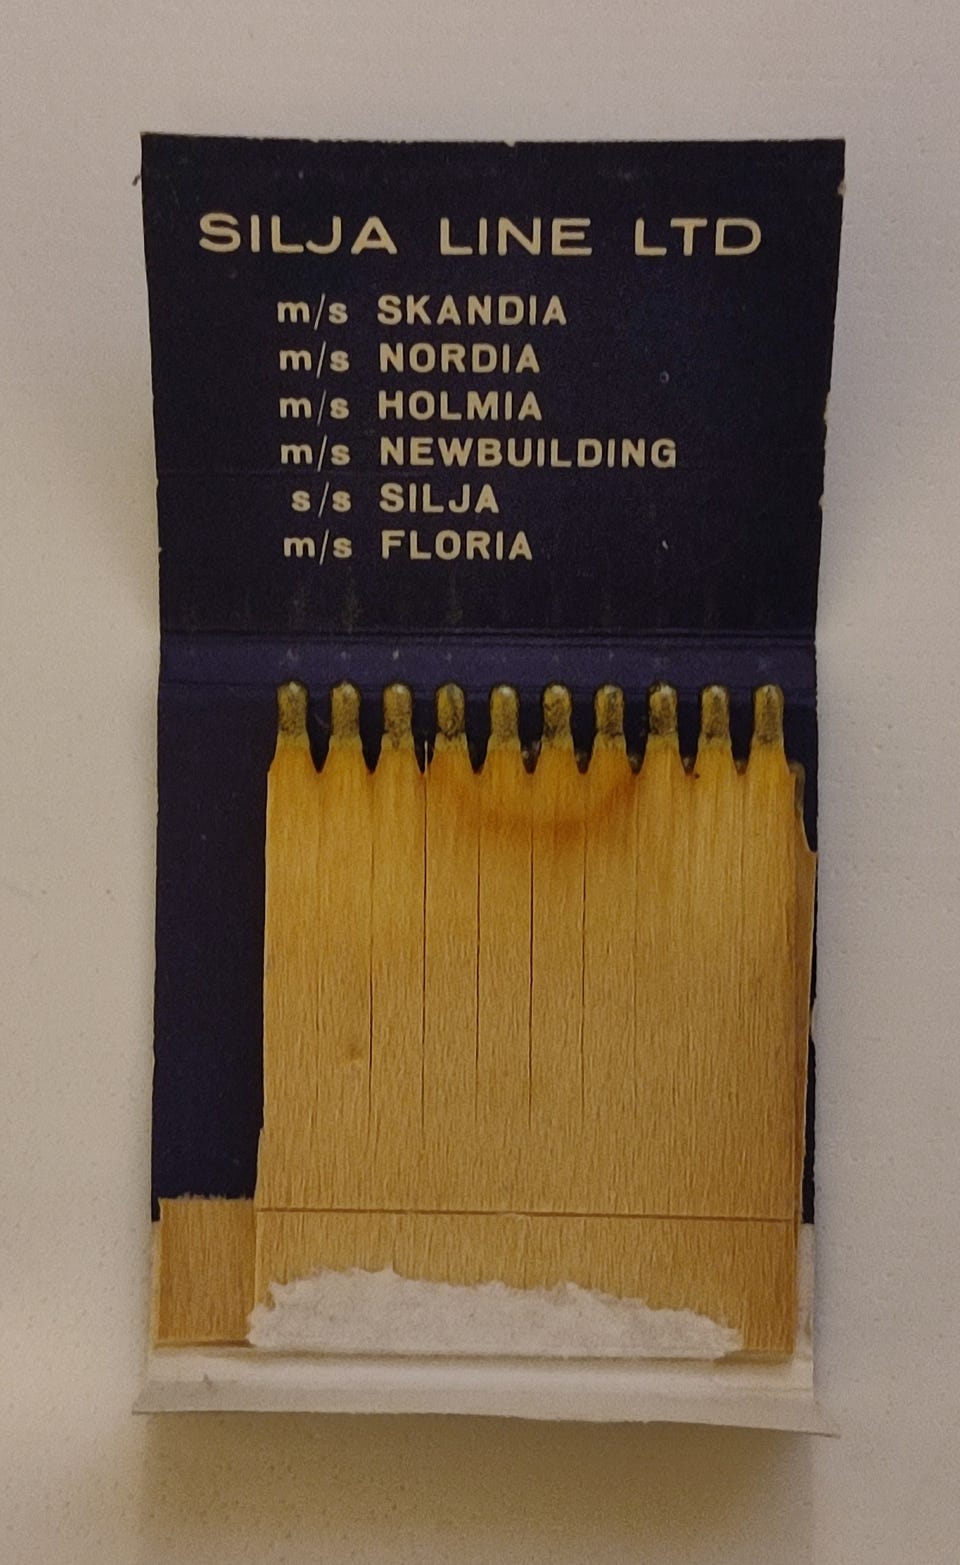 SILJA LINE LTD
m/s SKANDIA
m/s NORDIA
m/s HOLMIA
m/s NEWBUILDING
s/s SILJA
m/s FLORIA